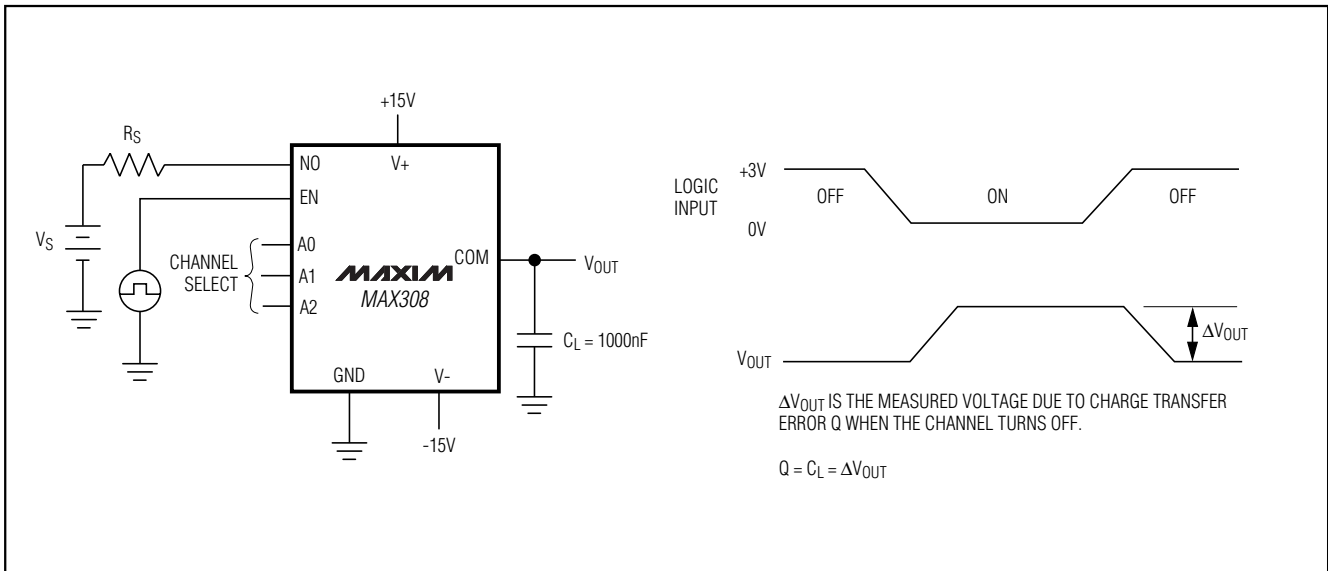 +15V
RS
NO
V+
EN
VS
A0
CHANNEL
SELECT
A1
A2
COM
MAXIM
MAX308
VOUT
CL = 1000nF
GND
V-
-15V
LOGIC
INPUT
+3V
0V
OFF
ON
OFF
VOUT
ΔVOUT
ΔVOUT IS THE MEASURED VOLTAGE DUE TO CHARGE TRANSFER
ERROR Q WHEN THE CHANNEL TURNS OFF.
Q = CL = ΔVOUT